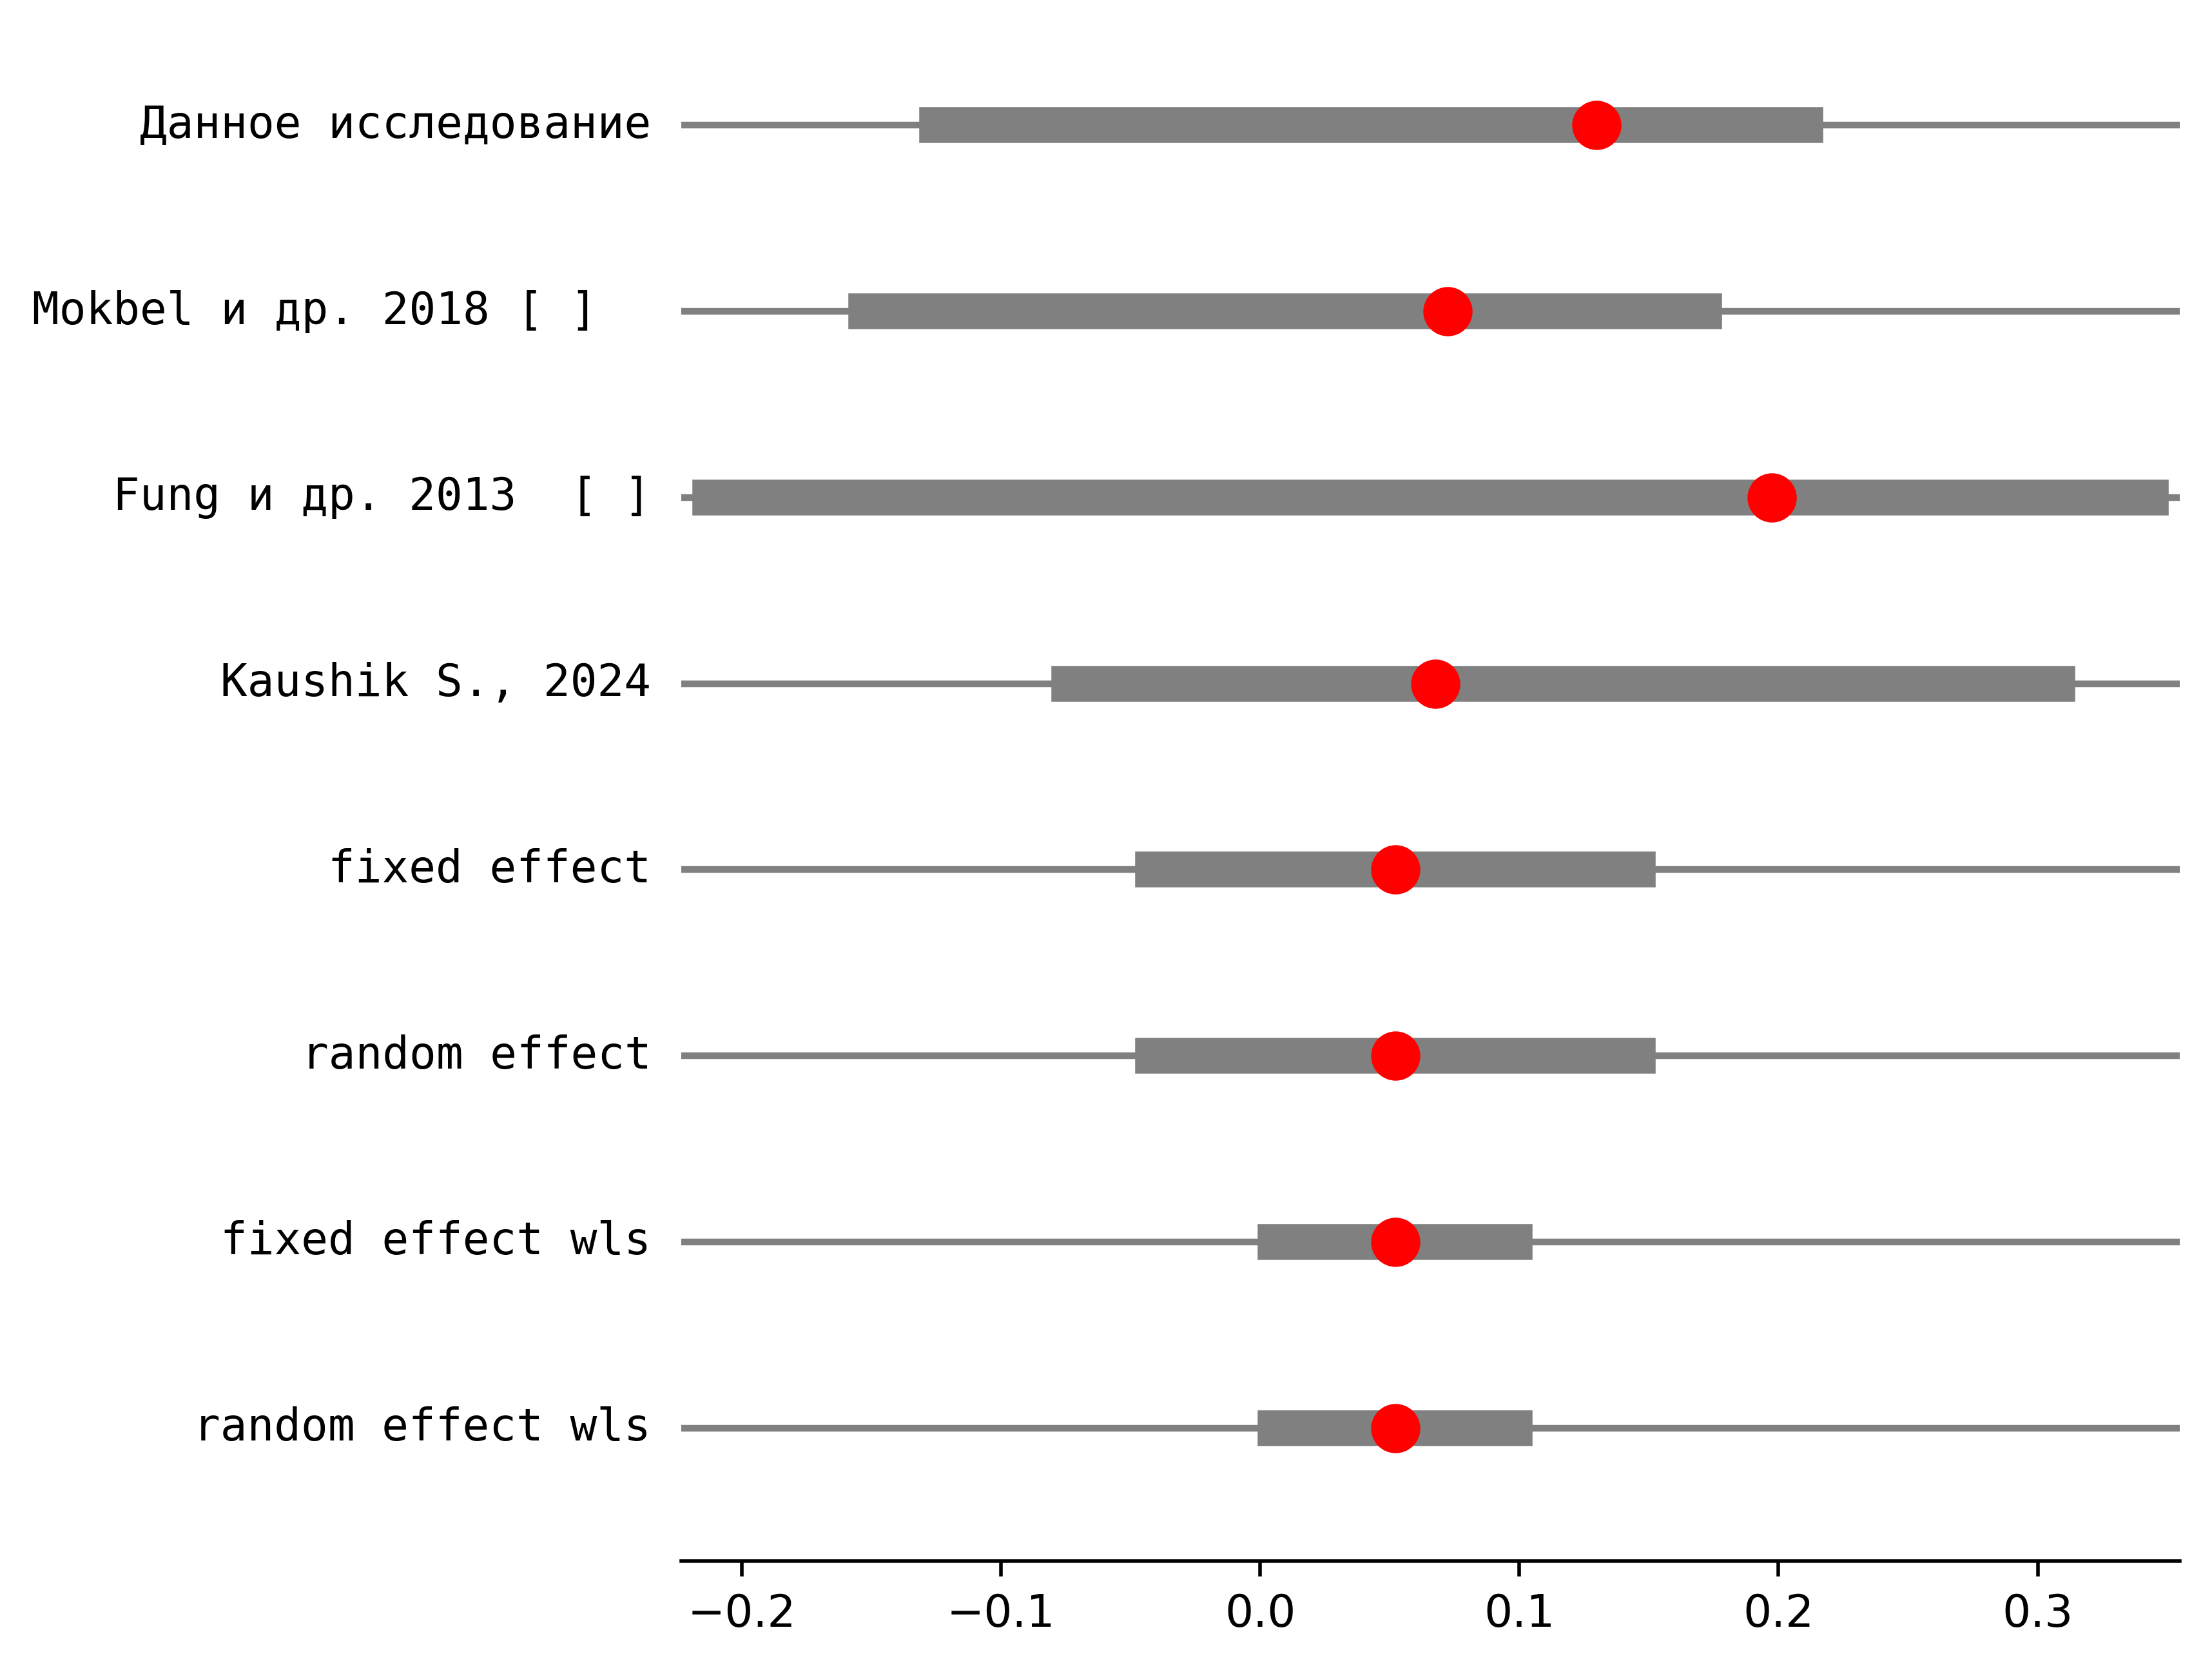 Данное исследование
Mokbel и др. 2018 [ ]
Fung и др. 2013  [ ]
Kaushik S., 2024
fixed effect
random effect
fixed effect wls
random effect wls
−0.2 −0.1 0.0 0.1 0.2 0.3